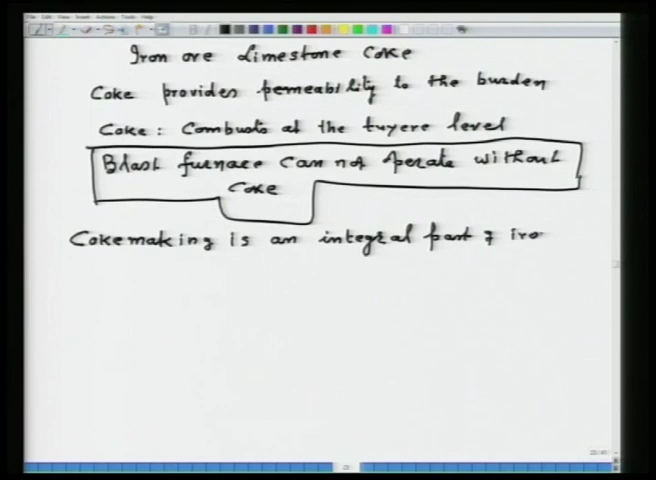 Iron ore Limestone Coke
Coke provides permeability to the burden
Coke : Combusts at the tuyere level
Blast furnace can not operate without
Coke
Cokemaking is an integral part of iro